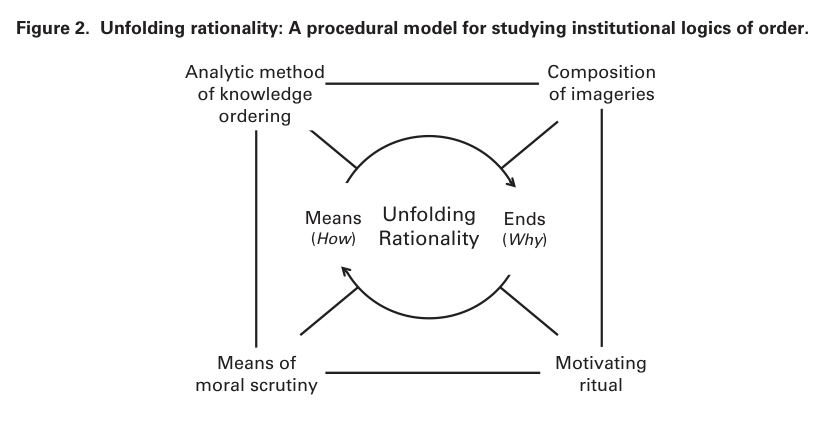 Figure 2. Unfolding rationality: A procedural model for studying institutional logics of order.
Analytic method
of knowledge
ordering
Composition
of imageries
Means
(How)
Unfolding
Rationality
Ends
(Why)
Means of
moral scrutiny
Motivating
ritual